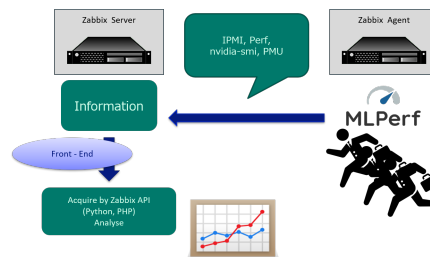 Zabbix Server
IPMI, Perf,
nvidia-smi, PMU
Zabbix Agent
Information
MLPerf
Front - End
Acquire by Zabbix API
(Python, PHP)
Analyse